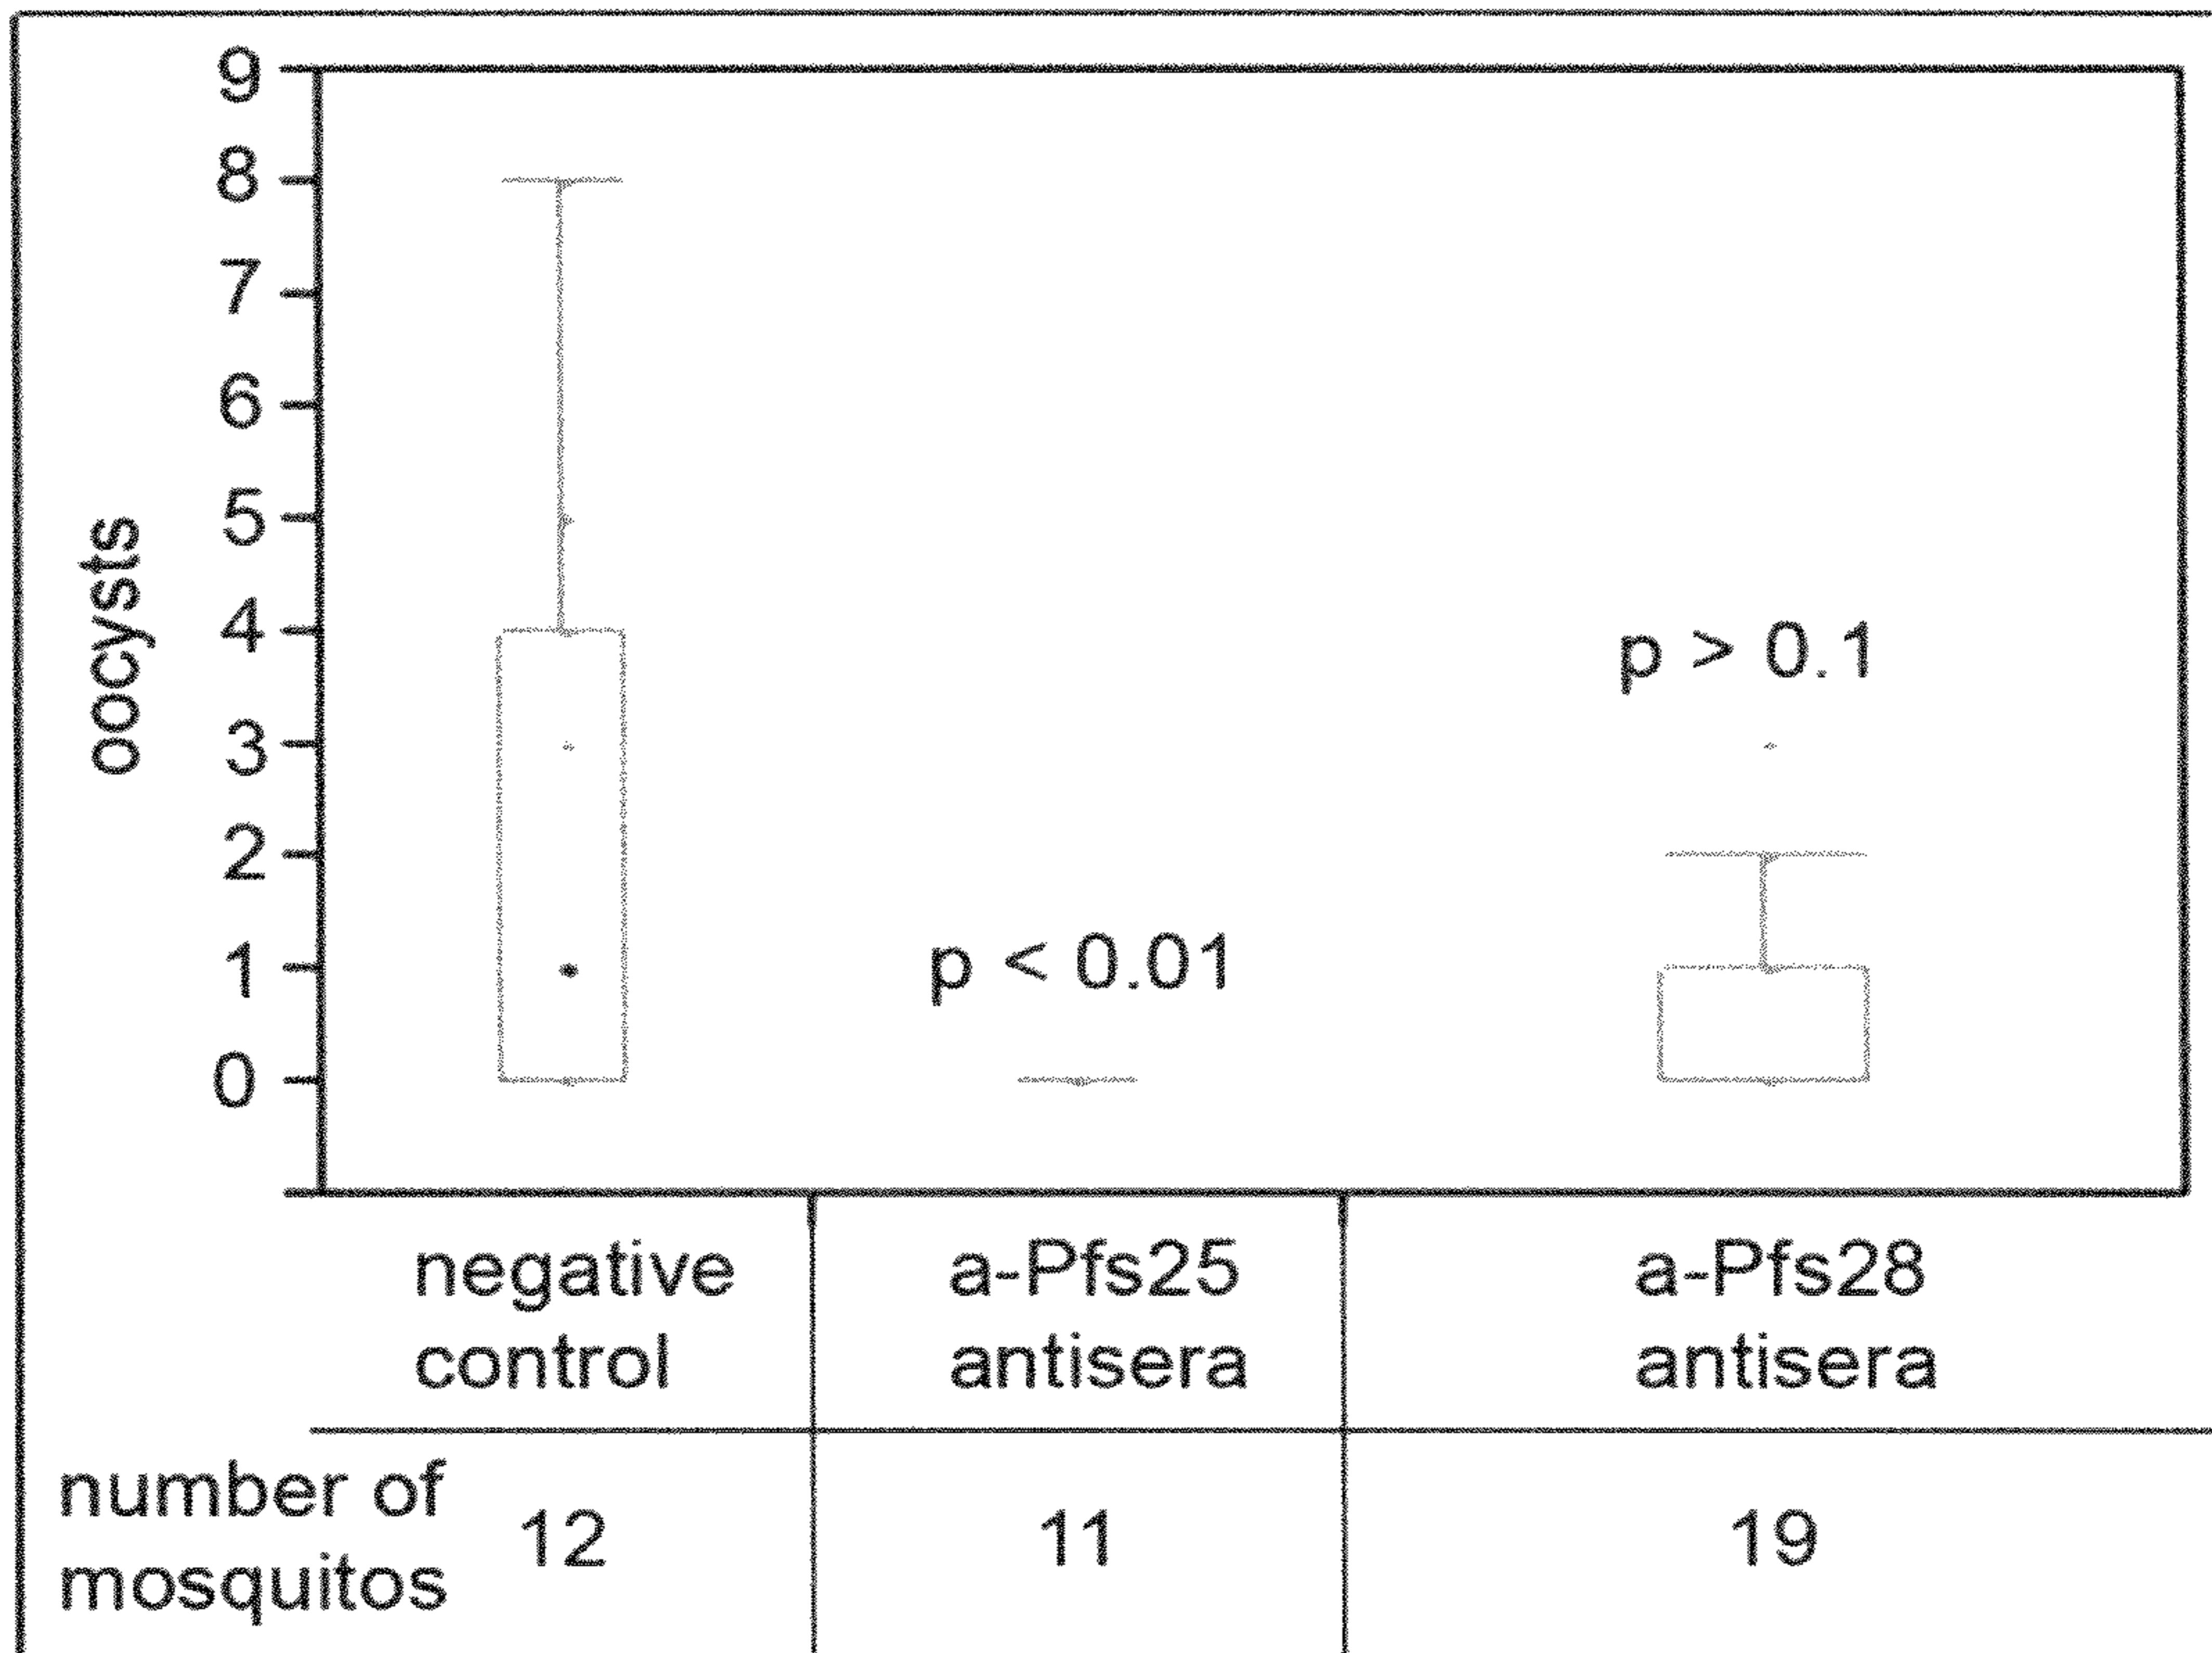 9
8
7
6
5
4
3
2
1
0
oocysts
p < 0.01
p > 0.1
negative control
a-Pfs25 antisera
a-Pfs28 antisera
number of mosquitos
12
11
19